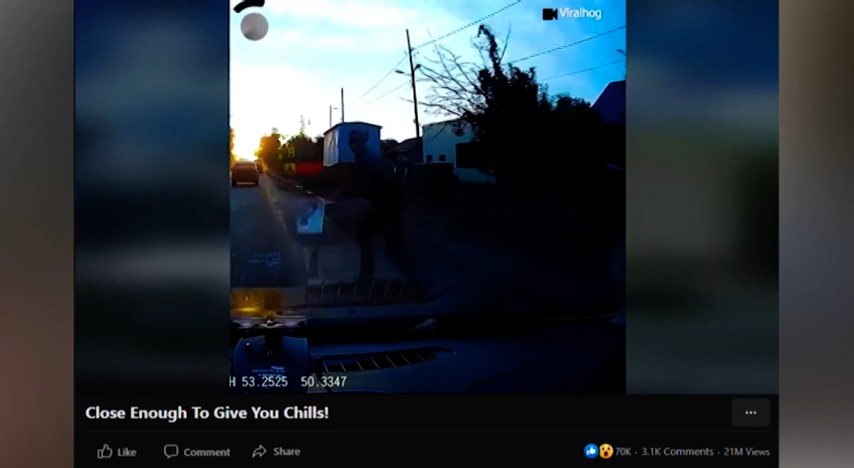 Viralhog
H 53.2525 50.3347
Close Enough To Give You Chills!
Like
Comment
Share
70K · 3.1K Comments · 21M Views